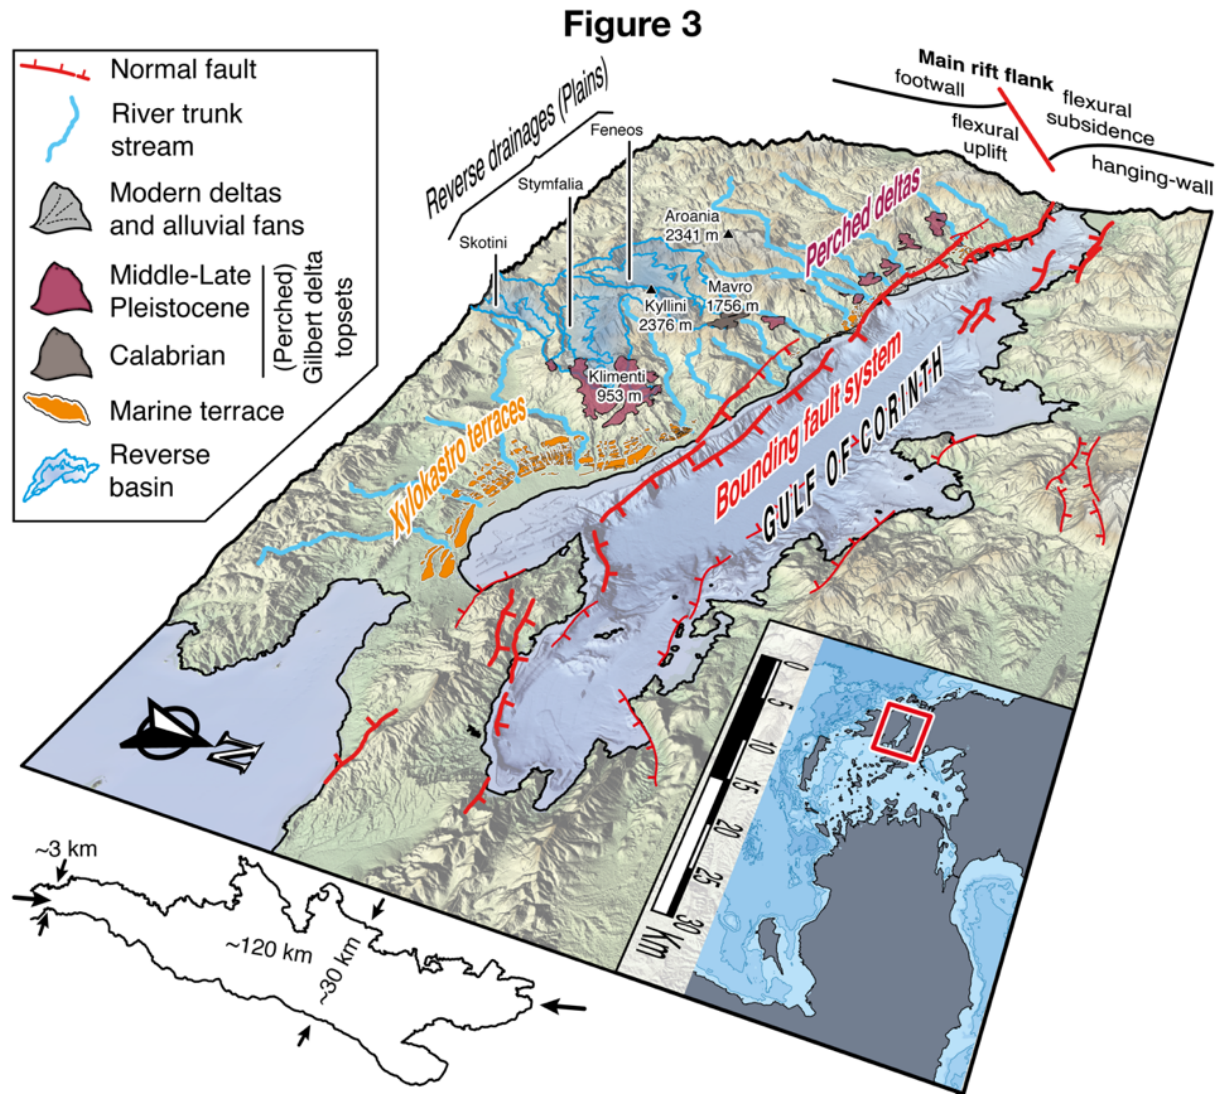 Figure 3
Normal fault
River trunk
stream
Modern deltas
and alluvial fans
Middle-Late
Pleistocene
Calabrian
(Perched)
Gilbert delta
topsets
Marine terrace
Reverse
basin
Reverse drainages (Plains)
Feneos
Stymfalia
Skotini
Main rift flank
footwall
flexural
subsidence
flexural
uplift
hanging-wall
Aroania
2341 m
Perched deltas
Mavro
1756 m
Kyllini
2376 m
Klimenti
953 m
Xylokastro terraces
Bounding fault system
GULF OF CORINTH
N
0
5
10
15
20
25
30 Km
~3 km
~120 km
~30 km